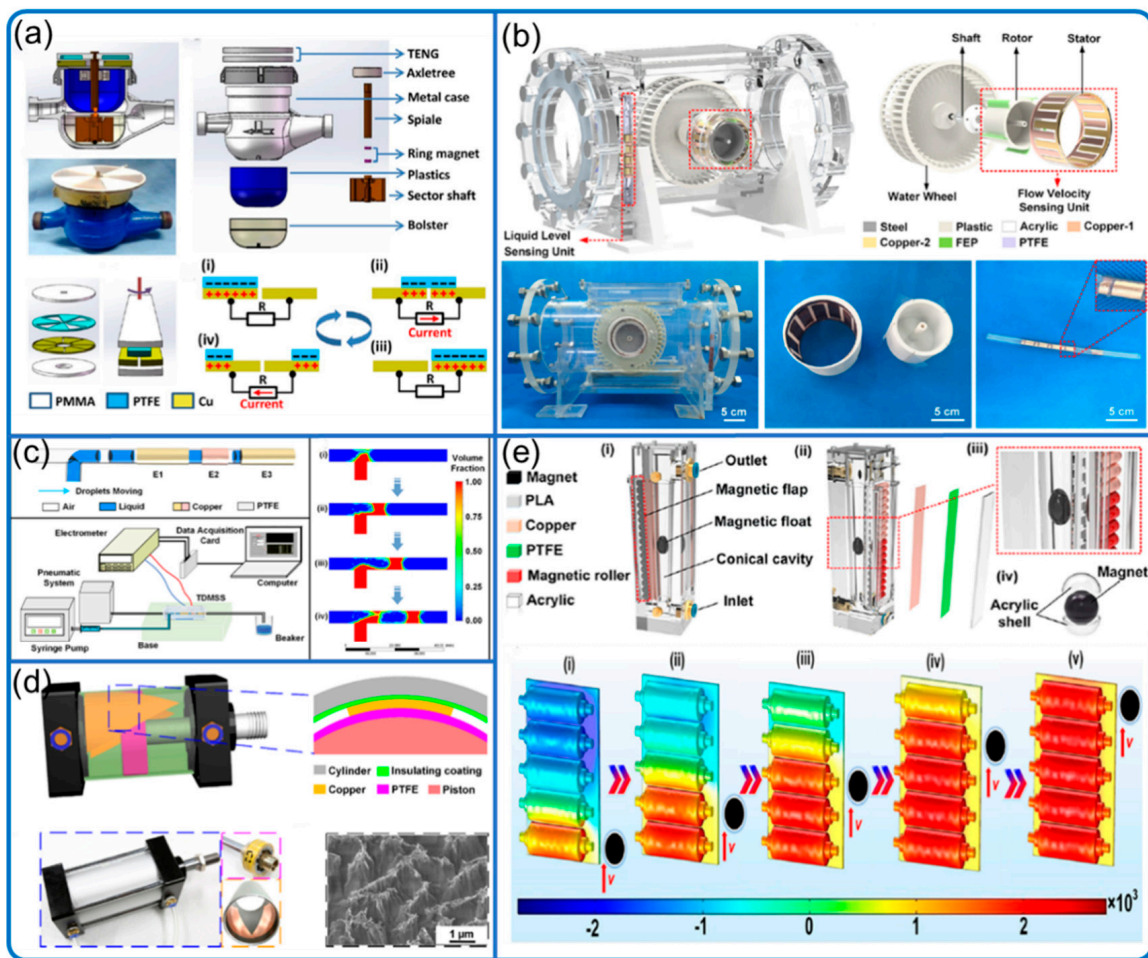 (a)
TENG
Axletree
Metal case
Spiale
Ring magnet
Plastics
Sector shaft
Bolster
(i)
(ii)
R
R
Current
(iv)
(iii)
R
R
Current
PMMA
PTFE
Cu
(b)
Shaft
Rotor
Stator
Water Wheel
Flow Velocity
Sensing Unit
Liquid Level
Sensing Unit
Steel
Plastic
Acrylic
Copper-1
Copper-2
FEP
PTFE
5 cm
5 cm
5 cm
(c)
E1
E2
E3
Droplets Moving
Air
Liquid
Copper
PTFE
Electrometer
Data Acquisition
Card
Computer
Pneumatic
System
TDMSS
Syringe Pump
Base
Beaker
(i)
(ii)
(iii)
(iv)
Volume
Fraction
1.00
0.75
0.50
0.25
0.00
(d)
Cylinder
Insulating coating
Copper
PTFE
Piston
1 μm
(e)
(i)
(ii)
(iii)
Magnet
PLA
Copper
PTFE
Magnetic roller
Acrylic
Outlet
Magnetic flap
Magnetic float
Conical cavity
Inlet
(iv)
Magnet
Acrylic
shell
(i)
(ii)
(iii)
(iv)
(v)
v
v
v
v
v
×10³
-2
-1
0
1
2